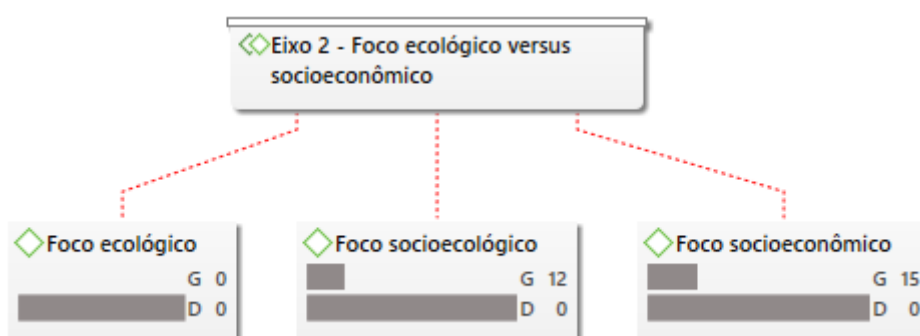 Eixo 2 - Foco ecológico versus
socioeconômico
Foco ecológico
G 0
D 0
Foco socioecológico
G 12
D 0
Foco socioeconômico
G 15
D 0